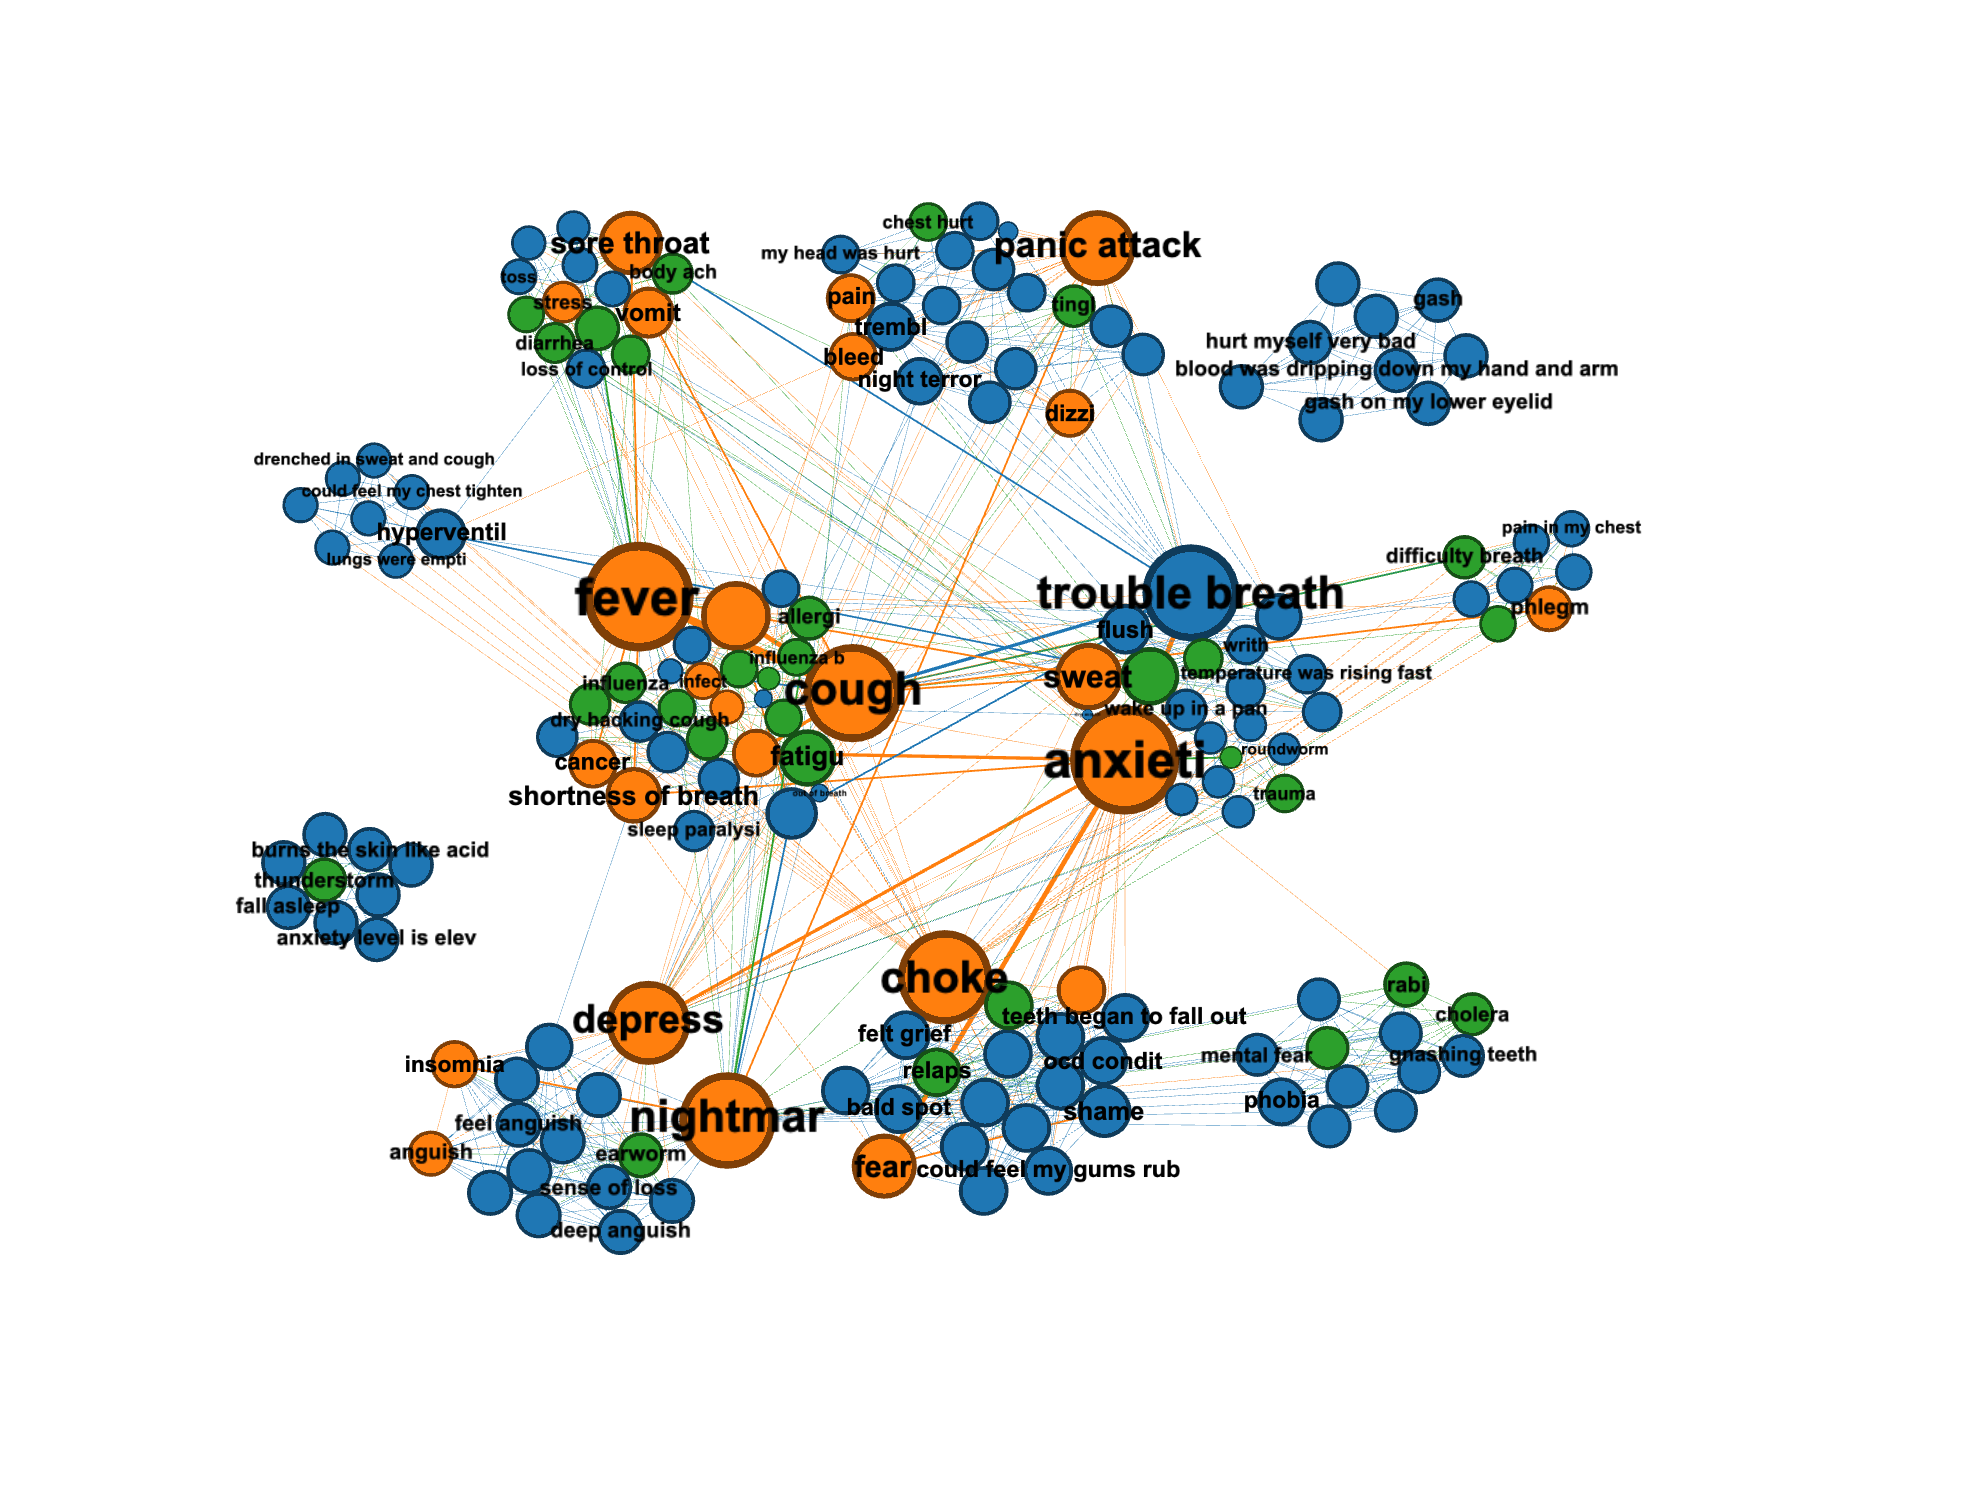 sore throat
body ach
toss
stress
vomit
diarrhea
loss of control
chest hurt
my head was hurt
panic attack
pain
tingl
trembl
bleed
night terror
dizzi
gash
hurt myself very bad
blood was dripping down my hand and arm
gash on my lower eyelid
drenched in sweat and cough
could feel my chest tighten
hyperventil
lungs were empti
pain in my chest
difficulty breath
phlegm
fever
allergi
influenza b
infect
influenza
cough
dry hacking cough
cancer
fatigu
shortness of breath
out of breath
sleep paralysi
trouble breath
flush
writh
sweat
temperature was rising fast
wake up in a pan
anxieti
roundworm
trauma
burns the skin like acid
thunderstorm
fall asleep
anxiety level is elev
depress
insomnia
nightmar
feel anguish
anguish
earworm
sense of loss
deep anguish
choke
teeth began to fall out
felt grief
ocd condit
relaps
bald spot
shame
fear
could feel my gums rub
rabi
cholera
mental fear
gnashing teeth
phobia